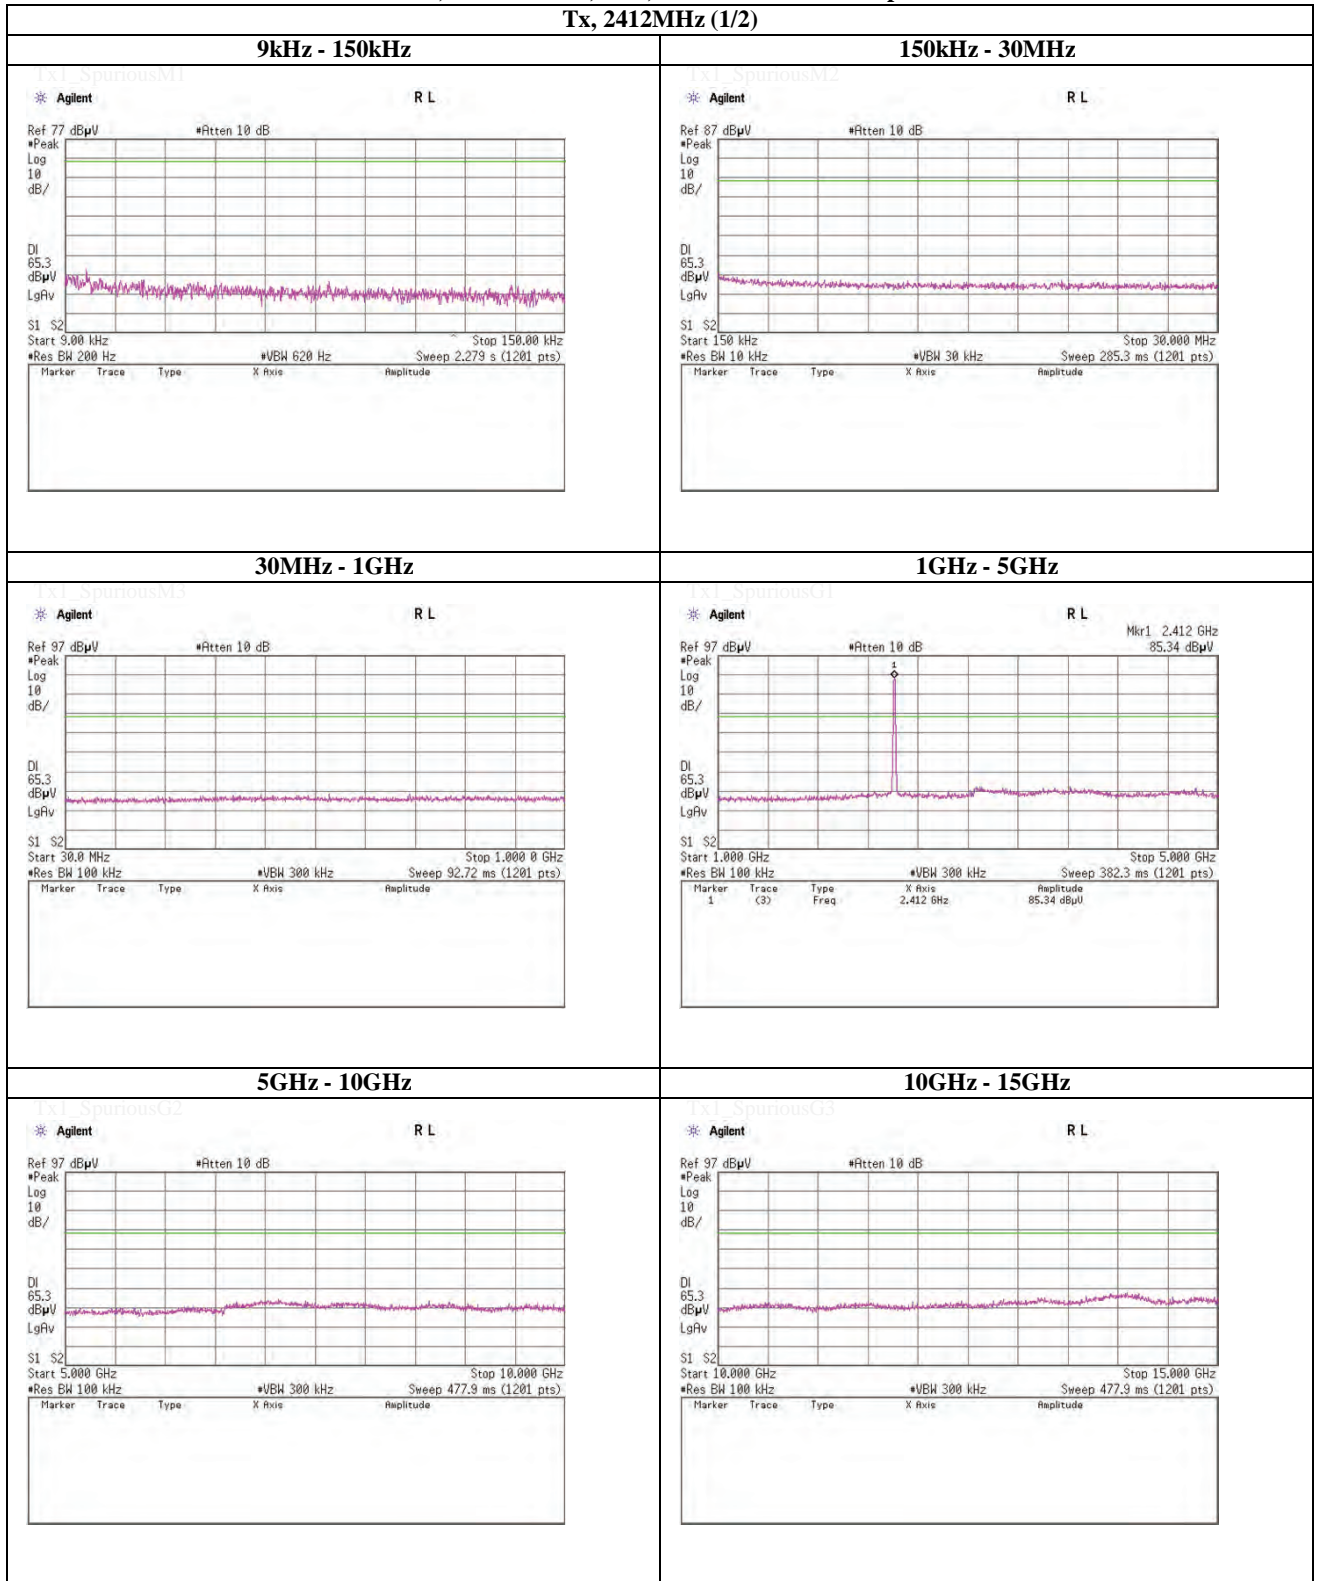 Tx, 2412MHz (1/2)
9kHz - 150kHz
150kHz - 30MHz
Tx1_SpuriousM1
Agilent
R L
Ref 77 dBµV
#Atten 10 dB
#Peak
Log
10
dB/
DI
65.3
dBµV
LgAv
S1 S2
Start 9.00 kHz
Stop 150.00 kHz
#Res BW 200 Hz
#VBW 620 Hz
Sweep 2.279 s (1201 pts)
Marker Trace Type X Axis Amplitude
Tx1_SpuriousM2
Agilent
R L
Ref 87 dBµV
#Atten 10 dB
#Peak
Log
10
dB/
DI
65.3
dBµV
LgAv
S1 S2
Start 150 kHz
Stop 30.000 MHz
#Res BW 10 kHz
#VBW 30 kHz
Sweep 285.3 ms (1201 pts)
Marker Trace Type X Axis Amplitude
30MHz - 1GHz
1GHz - 5GHz
Tx1_SpuriousM3
Agilent
R L
Ref 97 dBµV
#Atten 10 dB
#Peak
Log
10
dB/
DI
65.3
dBµV
LgAv
S1 S2
Start 30.0 MHz
Stop 1.000 0 GHz
#Res BW 100 kHz
#VBW 300 kHz
Sweep 92.72 ms (1201 pts)
Marker Trace Type X Axis Amplitude
Tx1_SpuriousG1
Agilent
R L
Mkr1 2.412 GHz
Ref 97 dBµV
#Atten 10 dB
85.34 dBµV
#Peak
Log
10
dB/
1
DI
65.3
dBµV
LgAv
S1 S2
Start 1.000 GHz
Stop 5.000 GHz
#Res BW 100 kHz
#VBW 300 kHz
Sweep 382.3 ms (1201 pts)
Marker Trace Type X Axis Amplitude
1 (3) Freq 2.412 GHz 85.34 dBµV
5GHz - 10GHz
10GHz - 15GHz
Tx1_SpuriousG2
Agilent
R L
Ref 97 dBµV
#Atten 10 dB
#Peak
Log
10
dB/
DI
65.3
dBµV
LgAv
S1 S2
Start 5.000 GHz
Stop 10.000 GHz
#Res BW 100 kHz
#VBW 300 kHz
Sweep 477.9 ms (1201 pts)
Marker Trace Type X Axis Amplitude
Tx1_SpuriousG3
Agilent
R L
Ref 97 dBµV
#Atten 10 dB
#Peak
Log
10
dB/
DI
65.3
dBµV
LgAv
S1 S2
Start 10.000 GHz
Stop 15.000 GHz
#Res BW 100 kHz
#VBW 300 kHz
Sweep 477.9 ms (1201 pts)
Marker Trace Type X Axis Amplitude